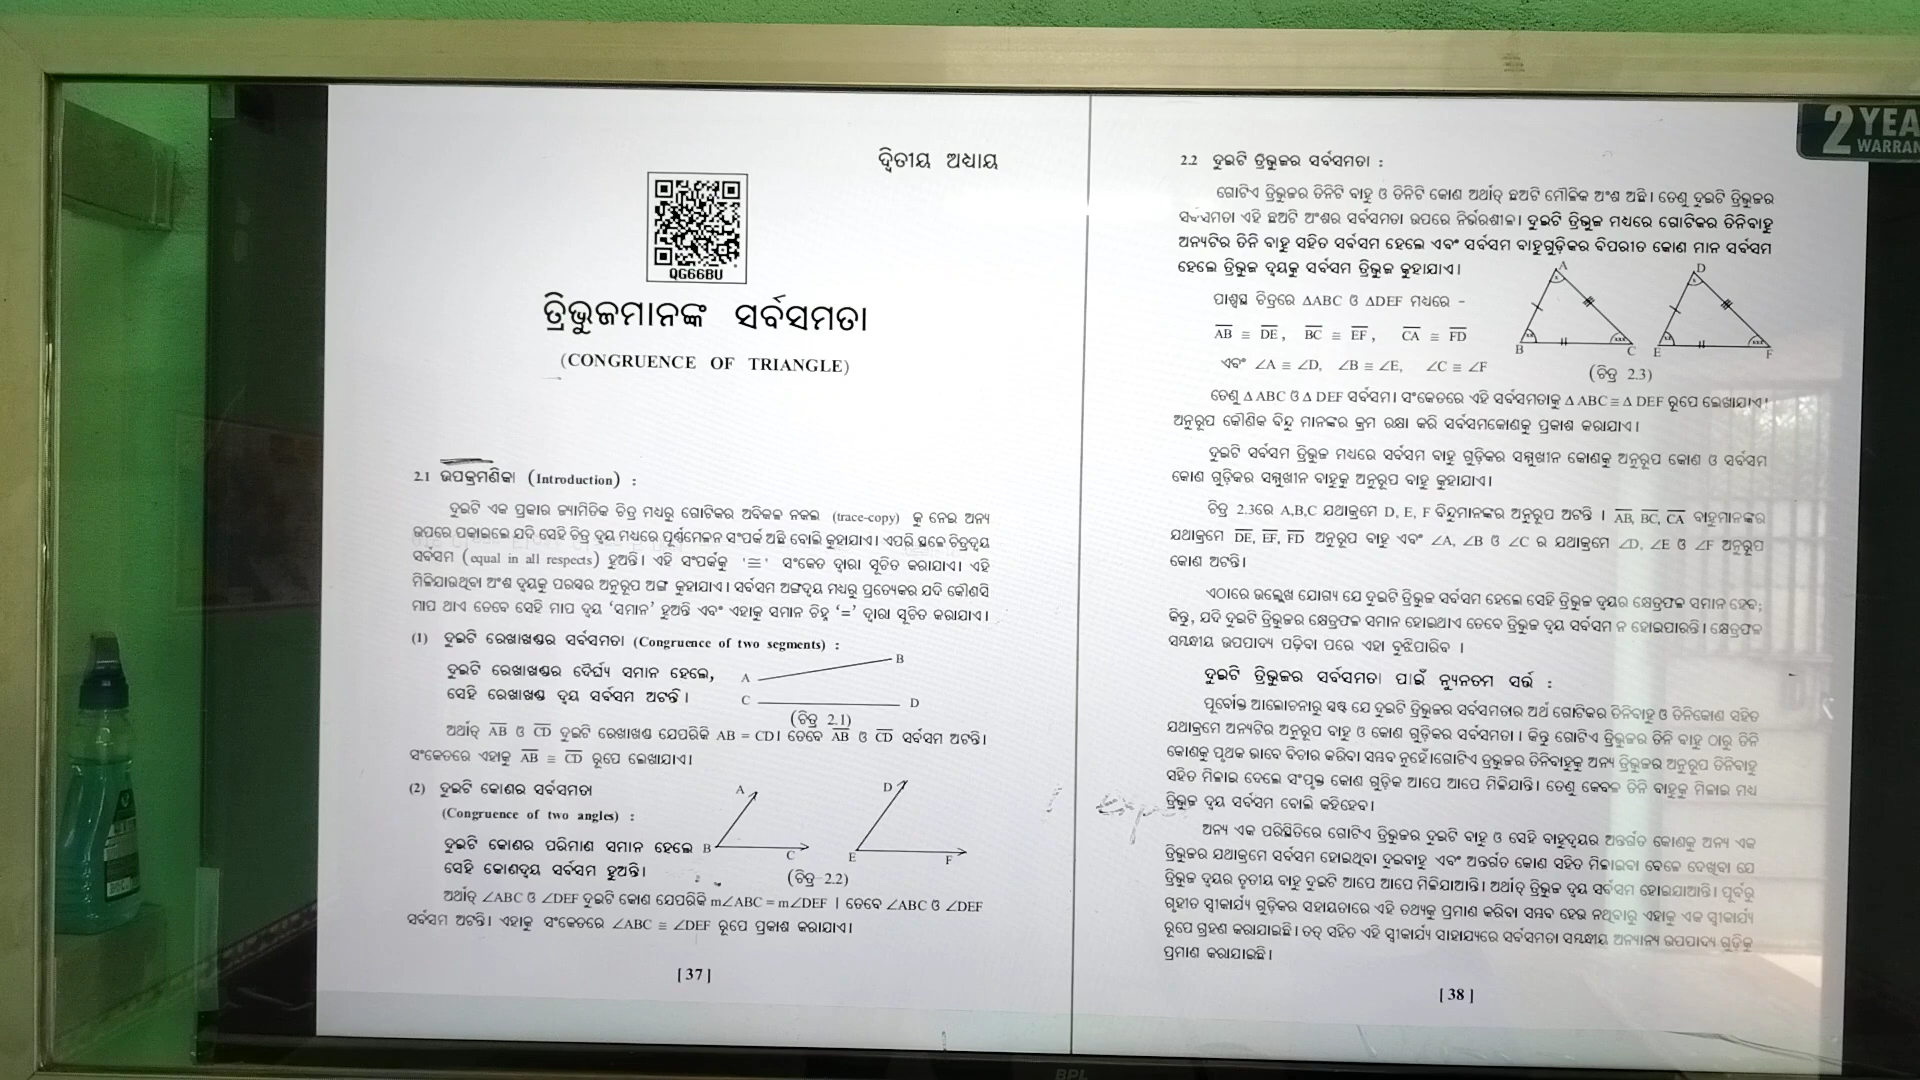 ଦ୍ୱିତୀୟ ଅଧ୍ୟାୟ
QG66BU
ତ୍ରିଭୁଜମାନଙ୍କ ସର୍ବସମତା
(CONGRUENCE OF TRIANGLE)
2.1 ଉପକ୍ରମଣିକା (Introduction) :
ଦୁଇଟି ଏକ ପ୍ରକାର ଜ୍ୟାମିତିକ ଚିତ୍ର ମଧ୍ୟରୁ ଗୋଟିକର ଅବିକଳ ନକଲ (trace-copy) କୁ ନେଇ ଅନ୍ୟ
ଉପରେ ପକାଇଲେ ଯଦି ସେହି ଚିତ୍ର ଦ୍ୱୟ ମଧ୍ୟରେ ପୂର୍ଣ୍ଣମେଳନ ସଂପର୍କ ଅଛି ବୋଲି କୁହାଯାଏ। ଏପରି ସ୍ଥଳେ ଚିତ୍ରଦ୍ୱୟ
ସର୍ବସମ (equal in all respects) ହୁଅନ୍ତି। ଏହି ସଂପର୍କକୁ '≅' ସଂକେତ ଦ୍ୱାରା ସୂଚିତ କରାଯାଏ। ଏହି
ମିଳିଯାଉଥିବା ଅଂଶ ଦ୍ୱୟକୁ ପରସ୍ପର ଅନୁରୂପ ଅଙ୍ଗ କୁହାଯାଏ। ସର୍ବସମ ଅଙ୍ଗଦ୍ୱୟ ମଧ୍ୟରୁ ପ୍ରତ୍ୟେକର ଯଦି କୌଣସି
ମାପ ଥାଏ ତେବେ ସେହି ମାପ ଦ୍ୱୟ ‘ସମାନ’ ହୁଅନ୍ତି ଏବଂ ଏହାକୁ ସମାନ ଚିହ୍ନ ‘=’ ଦ୍ୱାରା ସୂଚିତ କରାଯାଏ।
(1) ଦୁଇଟି ରେଖାଖଣ୍ଡର ସର୍ବସମତା (Congruence of two segments) :
ଦୁଇଟି ରେଖାଖଣ୍ଡର ଦୈର୍ଘ୍ୟ ସମାନ ହେଲେ,
ସେହି ରେଖାଖଣ୍ଡ ଦ୍ୱୟ ସର୍ବସମ ଅଟନ୍ତି।
A B
C D
(ଚିତ୍ର 2.1)
ଅର୍ଥାତ୍ A̅B̅ ଓ C̅D̅ ଦୁଇଟି ରେଖାଖଣ୍ଡ ଯେପରିକି AB = CD। ତେବେ A̅B̅ ଓ C̅D̅ ସର୍ବସମ ଅଟନ୍ତି।
ସଂକେତରେ ଏହାକୁ A̅B̅ ≅ C̅D̅ ରୂପେ ଲେଖାଯାଏ।
(2) ଦୁଇଟି କୋଣର ସର୍ବସମତା
(Congruence of two angles) :
ଦୁଇଟି କୋଣର ପରିମାଣ ସମାନ ହେଲେ
ସେହି କୋଣଦ୍ୱୟ ସର୍ବସମ ହୁଅନ୍ତି।
A D
B C E F
(ଚିତ୍ର-2.2)
ଅର୍ଥାତ୍ ∠ABC ଓ ∠DEF ଦୁଇଟି କୋଣ ଯେପରିକି m∠ABC = m∠DEF । ତେବେ ∠ABC ଓ ∠DEF
ସର୍ବସମ ଅଟନ୍ତି। ଏହାକୁ ସଂକେତରେ ∠ABC ≅ ∠DEF ରୂପେ ପ୍ରକାଶ କରାଯାଏ।
[ 37 ]
2.2 ଦୁଇଟି ତ୍ରିଭୁଜର ସର୍ବସମତା :
ଗୋଟିଏ ତ୍ରିଭୁଜର ତିନିଟି ବାହୁ ଓ ତିନିଟି କୋଣ ଅର୍ଥାତ୍ ଛଅଟି ମୌଳିକ ଅଂଶ ଅଛି। ତେଣୁ ଦୁଇଟି ତ୍ରିଭୁଜର
ସର୍ବସମତା ଏହି ଛଅଟି ଅଂଶର ସର୍ବସମତା ଉପରେ ନିର୍ଭରଶୀଳ। ଦୁଇଟି ତ୍ରିଭୁଜ ମଧ୍ୟରେ ଗୋଟିକର ତିନିବାହୁ
ଅନ୍ୟଟିର ତିନି ବାହୁ ସହିତ ସର୍ବସମ ହେଲେ ଏବଂ ସର୍ବସମ ବାହୁଗୁଡ଼ିକର ବିପରୀତ କୋଣ ମାନ ସର୍ବସମ
ହେଲେ ତ୍ରିଭୁଜ ଦ୍ୱୟକୁ ସର୍ବସମ ତ୍ରିଭୁଜ କୁହାଯାଏ।
ପାର୍ଶ୍ୱସ୍ଥ ଚିତ୍ରରେ ΔABC ଓ ΔDEF ମଧ୍ୟରେ -
A̅B̅ ≅ D̅E̅, B̅C̅ ≅ E̅F̅, C̅A̅ ≅ F̅D̅
ଏବଂ ∠A ≅ ∠D, ∠B ≅ ∠E, ∠C ≅ ∠F
A D
B C E F
(ଚିତ୍ର 2.3)
ତେଣୁ Δ ABC ଓ Δ DEF ସର୍ବସମ। ସଂକେତରେ ଏହି ସର୍ବସମତାକୁ Δ ABC ≅ Δ DEF ରୂପେ ଲେଖାଯାଏ।
ଅନୁରୂପ କୌଣିକ ବିନ୍ଦୁ ମାନଙ୍କର କ୍ରମ ରକ୍ଷା କରି ସର୍ବସମକୋଣକୁ ପ୍ରକାଶ କରାଯାଏ।
ଦୁଇଟି ସର୍ବସମ ତ୍ରିଭୁଜ ମଧ୍ୟରେ ସର୍ବସମ ବାହୁ ଗୁଡ଼ିକର ସମ୍ମୁଖୀନ କୋଣକୁ ଅନୁରୂପ କୋଣ ଓ ସର୍ବସମ
କୋଣ ଗୁଡ଼ିକର ସମ୍ମୁଖୀନ ବାହୁକୁ ଅନୁରୂପ ବାହୁ କୁହାଯାଏ।
ଚିତ୍ର 2.3ରେ A,B,C ଯଥାକ୍ରମେ D, E, F ବିନ୍ଦୁମାନଙ୍କର ଅନୁରୂପ ଅଟନ୍ତି । A̅B̅, B̅C̅, C̅A̅ ବାହୁମାନଙ୍କର
ଯଥାକ୍ରମେ D̅E̅, E̅F̅, F̅D̅ ଅନୁରୂପ ବାହୁ ଏବଂ ∠A, ∠B ଓ ∠C ର ଯଥାକ୍ରମେ ∠D, ∠E ଓ ∠F ଅନୁରୂପ
କୋଣ ଅଟନ୍ତି।
ଏଠାରେ ଉଲ୍ଲେଖ ଯୋଗ୍ୟ ଯେ ଦୁଇଟି ତ୍ରିଭୁଜ ସର୍ବସମ ହେଲେ ସେହି ତ୍ରିଭୁଜ ଦ୍ୱୟର କ୍ଷେତ୍ରଫଳ ସମାନ ହେବ;
କିନ୍ତୁ, ଯଦି ଦୁଇଟି ତ୍ରିଭୁଜର କ୍ଷେତ୍ରଫଳ ସମାନ ହୋଇଥାଏ ତେବେ ତ୍ରିଭୁଜ ଦ୍ୱୟ ସର୍ବସମ ନ ହୋଇପାରନ୍ତି। କ୍ଷେତ୍ରଫଳ
ସମ୍ବନ୍ଧୀୟ ଉପପାଦ୍ୟ ପଢ଼ିବା ପରେ ଏହା ବୁଝିପାରିବ ।
ଦୁଇଟି ତ୍ରିଭୁଜର ସର୍ବସମତା ପାଇଁ ନ୍ୟୂନତମ ସର୍ତ୍ତ :
ପୂର୍ବୋକ୍ତ ଆଲୋଚନାରୁ ସ୍ପଷ୍ଟ ଯେ ଦୁଇଟି ତ୍ରିଭୁଜର ସର୍ବସମତାର ଅର୍ଥ ଗୋଟିକର ତିନିବାହୁ ଓ ତିନିକୋଣ ସହିତ
ଯଥାକ୍ରମେ ଅନ୍ୟଟିର ଅନୁରୂପ ବାହୁ ଓ କୋଣ ଗୁଡ଼ିକର ସର୍ବସମତା । କିନ୍ତୁ ଗୋଟିଏ ତ୍ରିଭୁଜର ତିନି ବାହୁ ଠାରୁ ତିନି
କୋଣକୁ ପୃଥକ ଭାବେ ବିଚାର କରିବା ସମ୍ଭବ ନୁହେଁ।ଗୋଟିଏ ତ୍ରଭୁଜର ତିନିବାହୁକୁ ଅନ୍ୟ ତ୍ରିଭୁଜର ଅନୁରୂପ ତିନିବାହୁ
ସହିତ ମିଳାଇ ଦେଲେ ସଂପୃକ୍ତ କୋଣ ଗୁଡ଼ିକ ଆପେ ଆପେ ମିଳିଯାନ୍ତି। ତେଣୁ କେବଳ ତିନି ବାହୁକୁ ମିଳାଇ ମଧ୍ୟ
ତ୍ରିଭୁଜ ଦ୍ୱୟ ସର୍ବସମ ବୋଲି କହିହେବ।
ଅନ୍ୟ ଏକ ପରିସ୍ଥିତିରେ ଗୋଟିଏ ତ୍ରିଭୁଜର ଦୁଇଟି ବାହୁ ଓ ସେହି ବାହୁଦ୍ୱୟର ଅନ୍ତର୍ଗତ କୋଣକୁ ଅନ୍ୟ ଏକ
ତ୍ରିଭୁଜର ଯଥାକ୍ରମେ ସର୍ବସମ ହୋଇଥିବା ଦୁଇବାହୁ ଏବଂ ଅନ୍ତର୍ଗତ କୋଣ ସହିତ ମିଳାଇବା ବେଳେ ଦେଖିବା ଯେ
ତ୍ରିଭୁଜ ଦ୍ୱୟର ତୃତୀୟ ବାହୁ ଦୁଇଟି ଆପେ ଆପେ ମିଳିଯାଆନ୍ତି। ଅର୍ଥାତ୍ ତ୍ରିଭୁଜ ଦ୍ୱୟ ସର୍ବସମ ହୋଇଯାଆନ୍ତି। ପୂର୍ବରୁ
ଗୃହୀତ ସ୍ୱୀକାର୍ଯ୍ୟ ଗୁଡ଼ିକର ସହାୟତାରେ ଏହି ତଥ୍ୟକୁ ପ୍ରମାଣ କରିବା ସମ୍ଭବ ହେଉ ନଥିବାରୁ ଏହାକୁ ଏକ ସ୍ୱୀକାର୍ଯ୍ୟ
ରୂପେ ଗ୍ରହଣ କରାଯାଇଛି। ତତ୍ ସହିତ ଏହି ସ୍ୱୀକାର୍ଯ୍ୟ ସାହାଯ୍ୟରେ ସର୍ବସମତା ସମ୍ବନ୍ଧୀୟ ଅନ୍ୟାନ୍ୟ ଉପପାଦ୍ୟ ଗୁଡ଼ିକୁ
ପ୍ରମାଣ କରାଯାଇଛି।
[ 38 ]
2 YEA
WARRAN
BPL